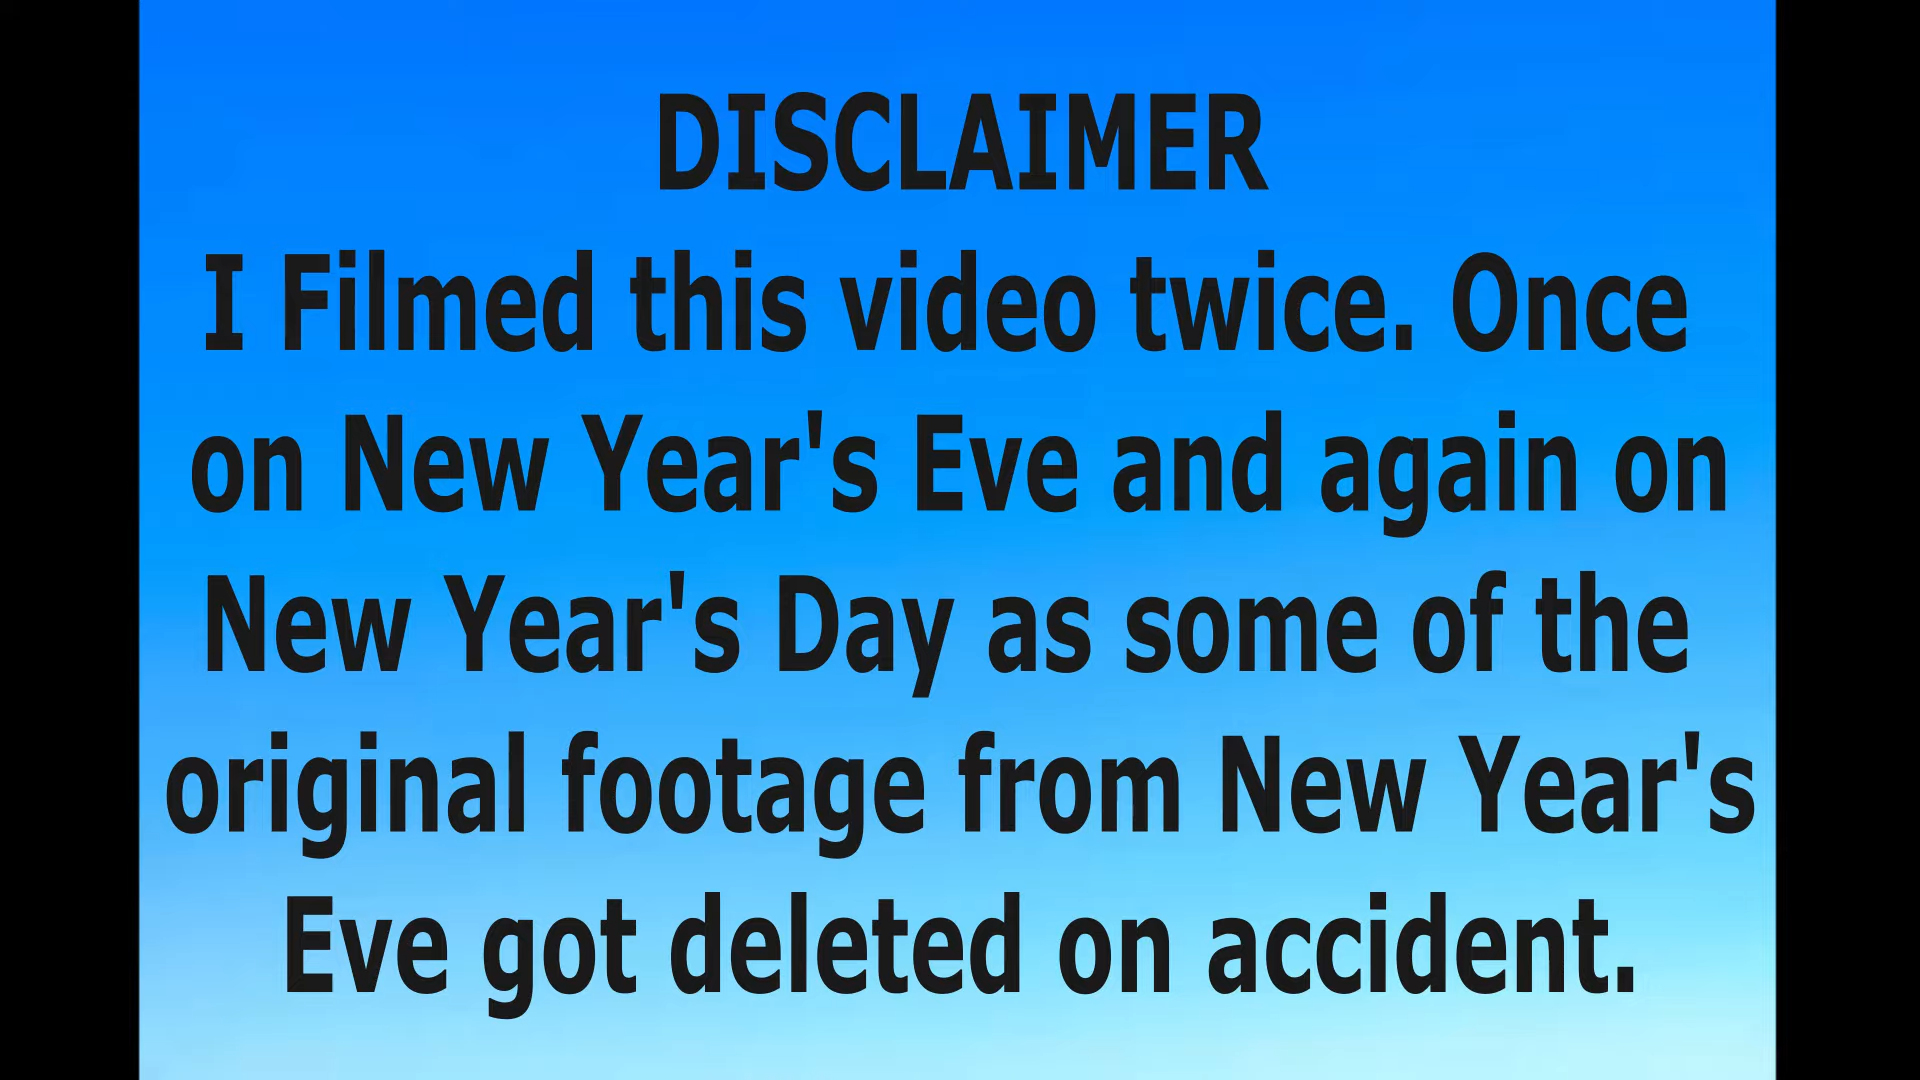 DISCLAIMER
I Filmed this video twice. Once
on New Year's Eve and again on
New Year's Day as some of the
original footage from New Year's
Eve got deleted on accident.